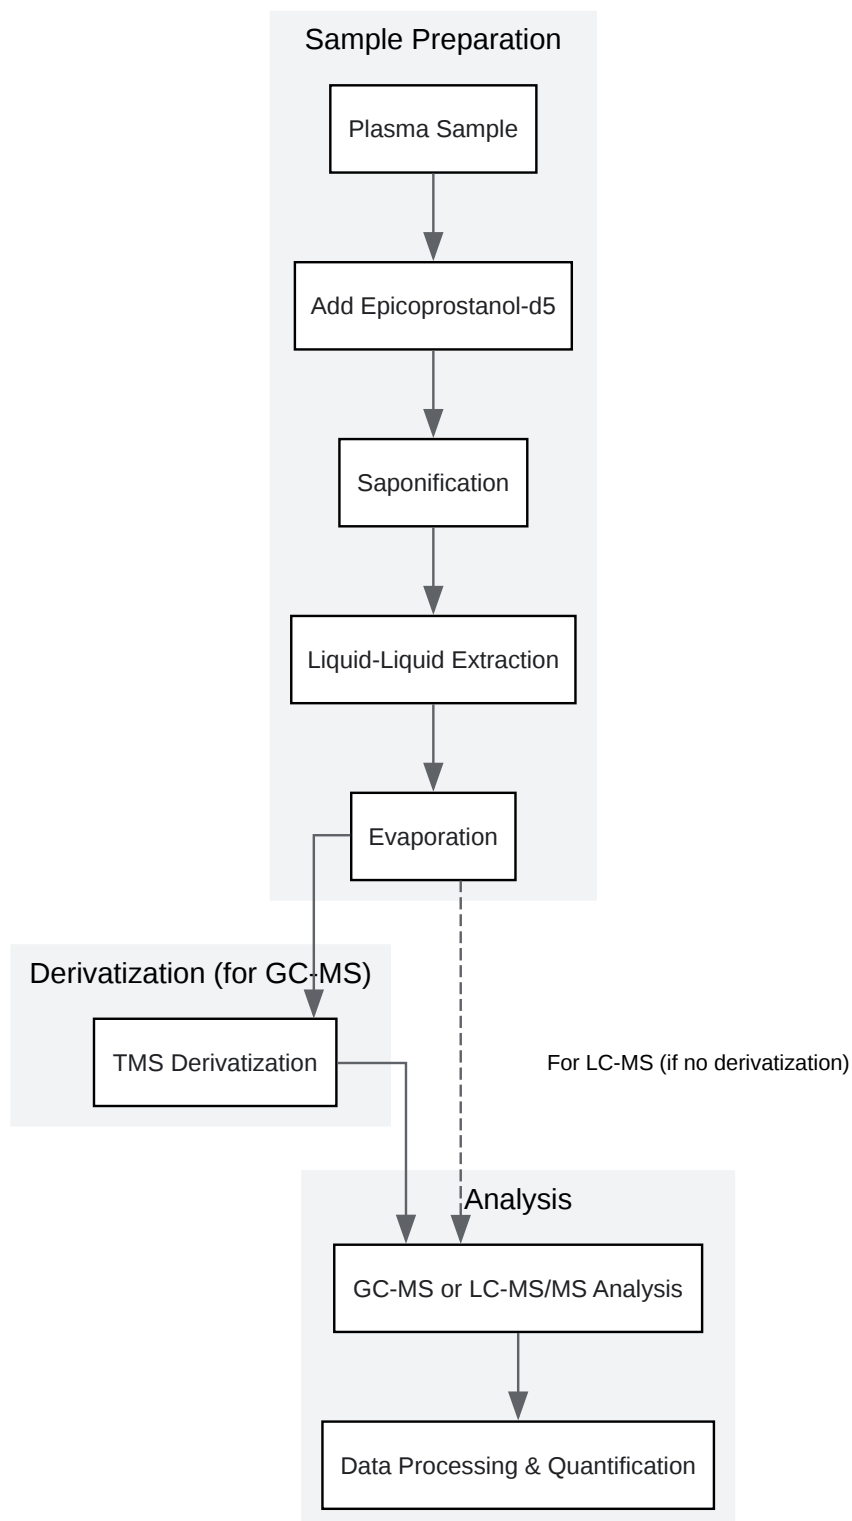 Sample Preparation
Plasma Sample
Add Epicoprostanol-d5
Saponification
Liquid-Liquid Extraction
Evaporation
Derivatization (for GC-MS)
TMS Derivatization
For LC-MS (if no derivatization)
Analysis
GC-MS or LC-MS/MS Analysis
Data Processing & Quantification